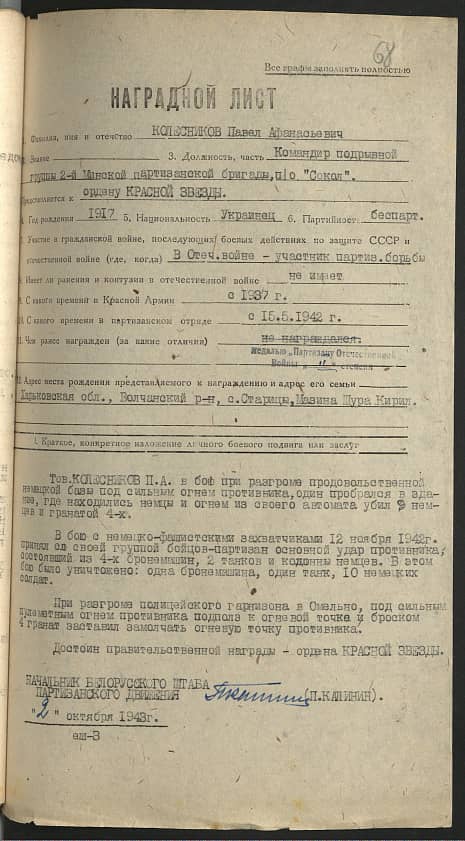 68
Все графы заполнять полностью
НАГРАДНОЙ ЛИСТ
1. Фамилия, имя и отчество КОЛЕСНИКОВ Павел Афанасьевич
2. Звание 3. Должность, часть Командир подрывной
группы 2-й Минской партизанской бригады, п/о "Сокол".
Представляется к ордену КРАСНОЙ ЗВЕЗДЫ.
4. Год рождения 1917 5. Национальность Украинец 6. Партийност: беспарт.
7. Участие в гражданской войне, последующих боевых действиях по защите СССР и
отечественной войне (где, когда) В Отеч.войне - участник партиз.борьбы
8. Имеет ли ранения и контузии в отечественной войне не имеет
9. С какого времени в Красной Армии с 1937 г.
10. С какого времени в партизанском отряде с 15.5.1942 г.
11. Чем ранее награжден (за какие отличия) не награждался.
медалью „Партизану Отечественной
Войны „II" степени
12. Адрес места рождения представляемого к награждению и адрес его семьи
Харьковская обл., Волчанский р-н, с.Старицы, Мазина Шура Кирил.
1. Краткое, конкретное изложение личного боевого подвига или заслуг
Тов.КОЛЕСНИКОВ П.А. в бою при разгроме продовольственной
немецкой базы под сильным огнем противника, один пробрался в зда-
ние, где находились немцы и огнем из своего автомата убил 9 нем-
цев и гранатой 4-х.
В бою с немецко-фашистскими захватчиками 12 ноября 1942г.
принял со своей группой бойцов-партизан основной удар противника,
состоявший из 4-х бронемашин, 2 танков и колонны немцев. В этом
бою было уничтожено: одна бронемашина, один танк, 10 немецких
солдат.
При разгроме полицейского гарнизона в Омельно, под сильным
пулеметным огнем противника подполз к огневой точке и броском
4 гранат заставил замолчать огневую точку противника.
Достоин правительственной награды - ордена КРАСНОЙ ЗВЕЗДЫ.
НАЧАЛЬНИК БЕЛОРУССКОГО ШТАБА
ПАРТИЗАНСКОГО ДВИЖЕНИЯ (П.КАЛИНИН).
"2" октября 1943г.
еш-3